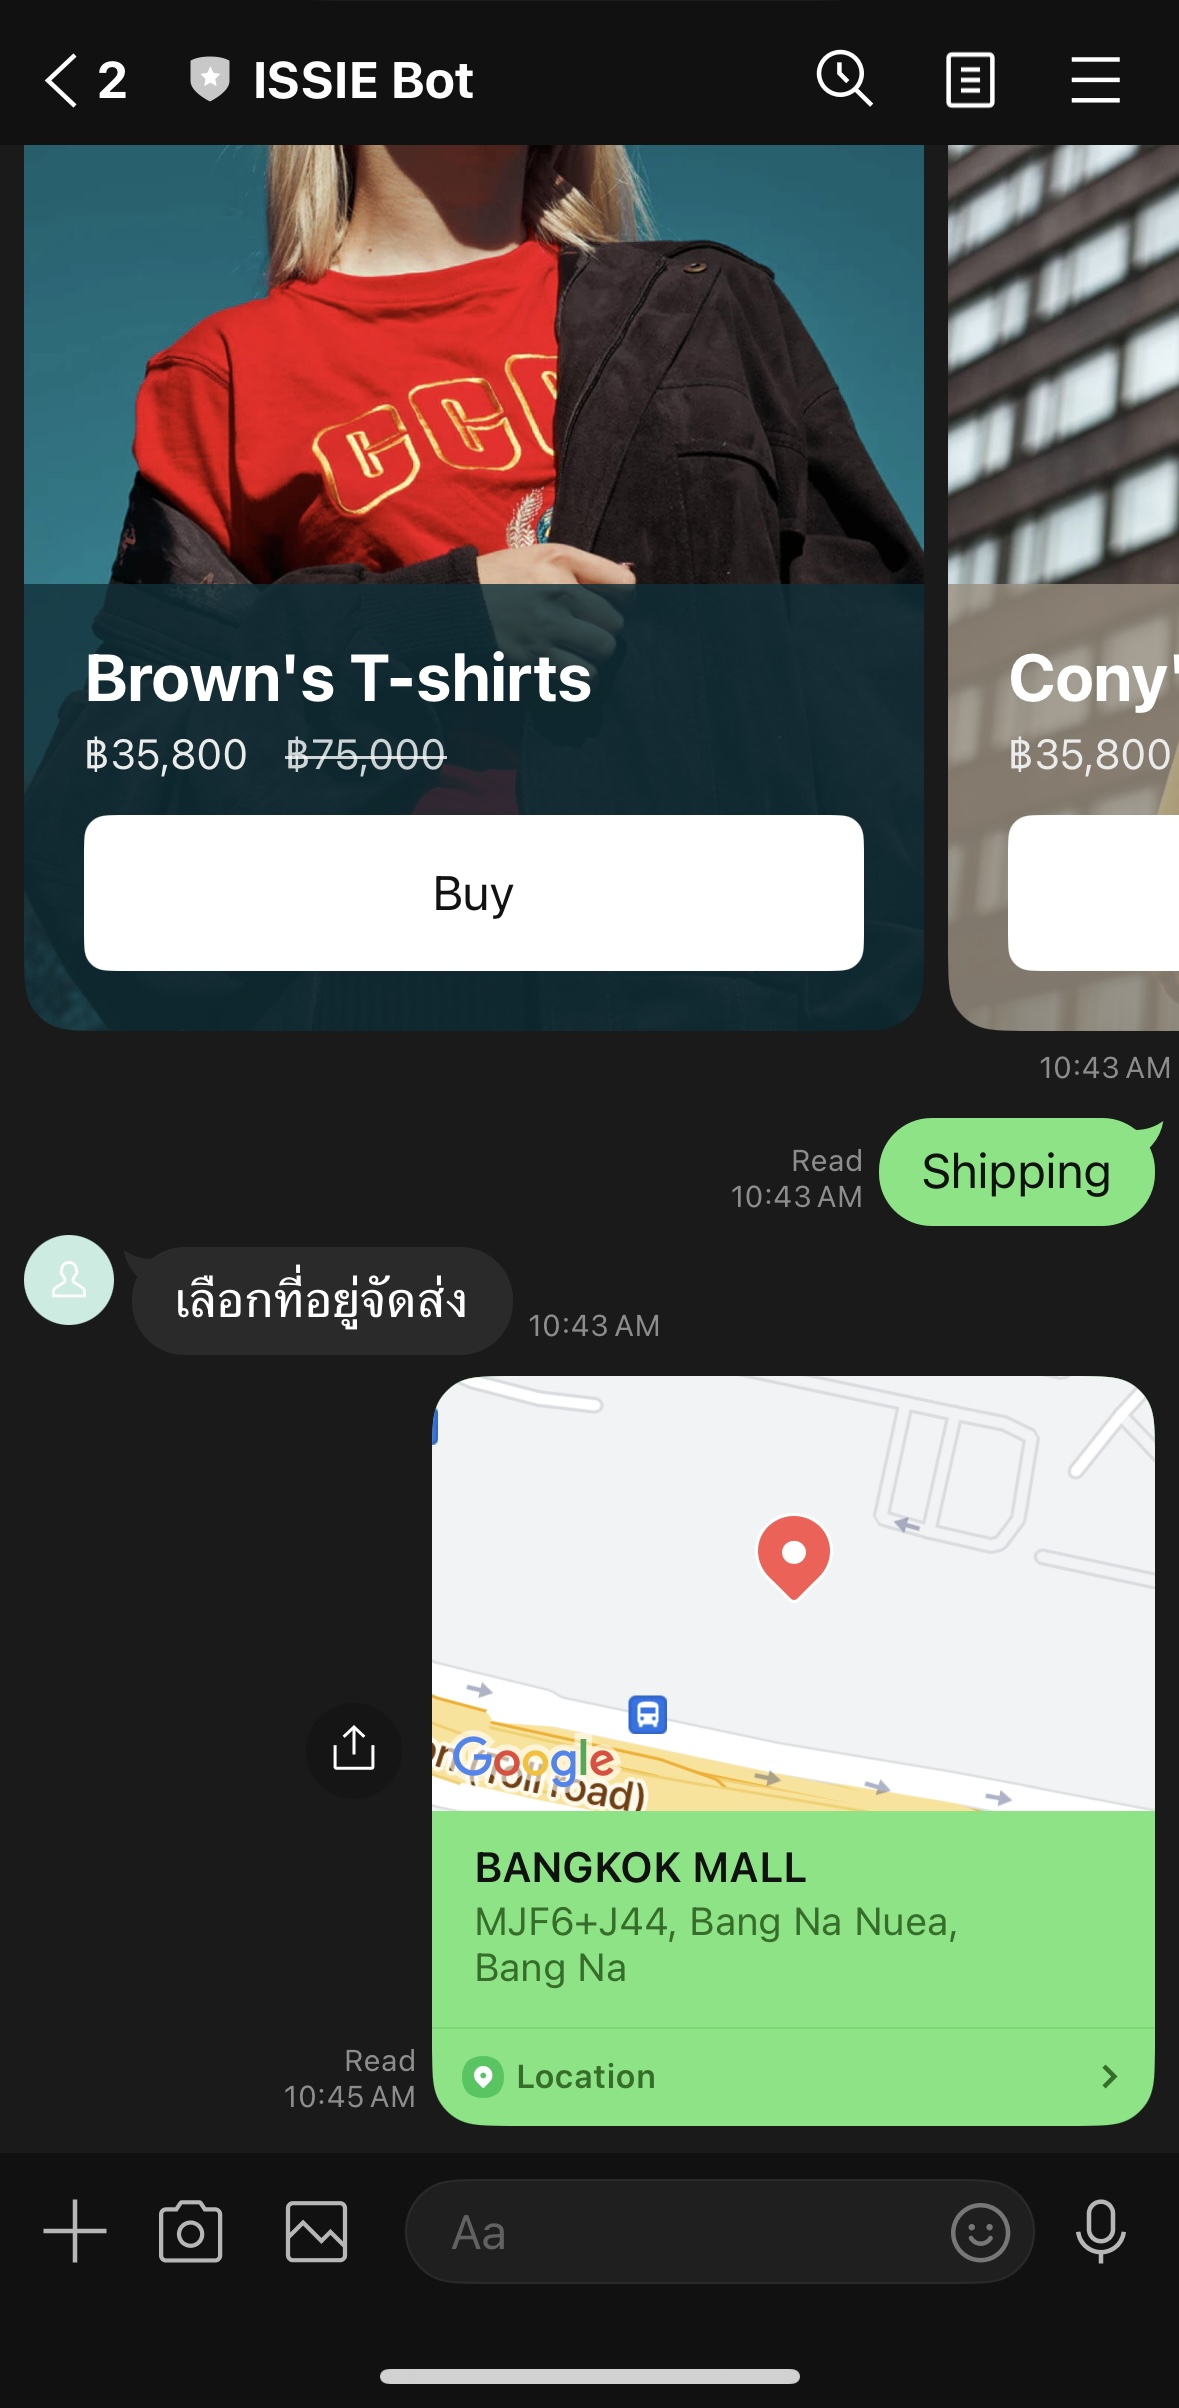 2
ISSIE Bot
Brown's T-shirts
฿35,800 ฿75,000
Buy
Cony'
฿35,800
10:43 AM
Read
10:43 AM
Shipping
เลือกที่อยู่จัดส่ง
10:43 AM
Google
(Toll road)
BANGKOK MALL
MJF6+J44, Bang Na Nuea,
Bang Na
Read
10:45 AM
Location
Aa